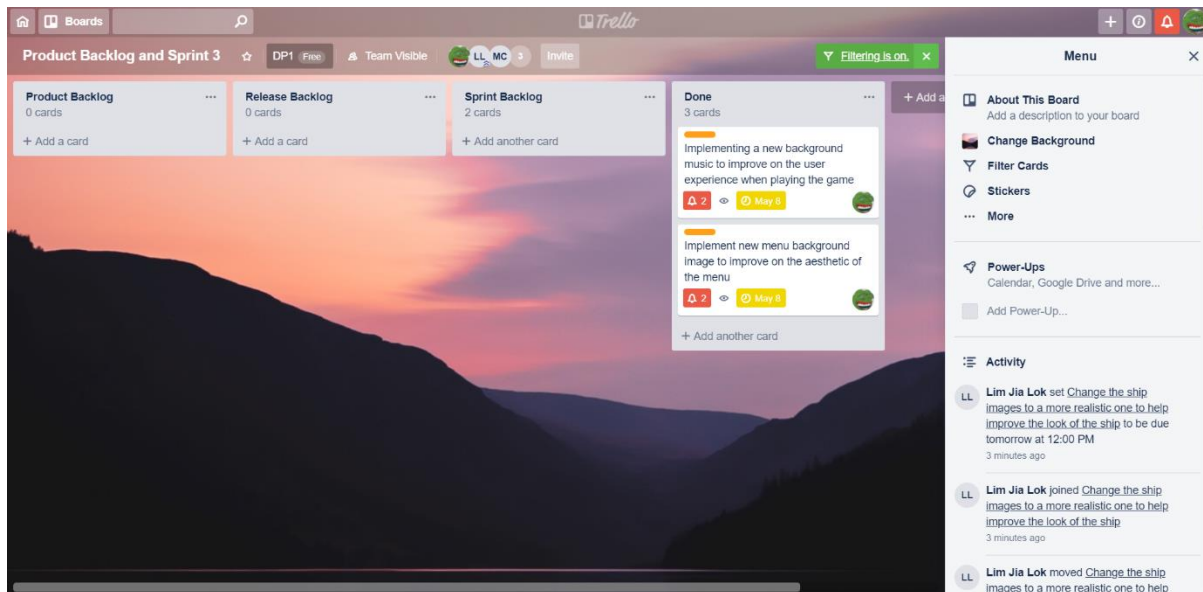 Boards
Trello
Product Backlog and Sprint 3
DP1 Free
Team Visible
LL MC 3
Invite
Filtering is on.
Product Backlog
0 cards
+ Add a card
Release Backlog
0 cards
+ Add a card
Sprint Backlog
2 cards
+ Add another card
Done
3 cards
Implementing a new background
music to improve on the user
experience when playing the game
2 May 8
Implement new menu background
image to improve on the aesthetic of
the menu
2 May 8
+ Add another card
+ Add a
Menu
About This Board
Add a description to your board
Change Background
Filter Cards
Stickers
More
Power-Ups
Calendar, Google Drive and more...
Add Power-Up...
Activity
LL
Lim Jia Lok set Change the ship
images to a more realistic one to help
improve the look of the ship to be due
tomorrow at 12:00 PM
3 minutes ago
LL
Lim Jia Lok joined Change the ship
images to a more realistic one to help
improve the look of the ship
3 minutes ago
LL
Lim Jia Lok moved Change the ship
images to a more realistic one to help